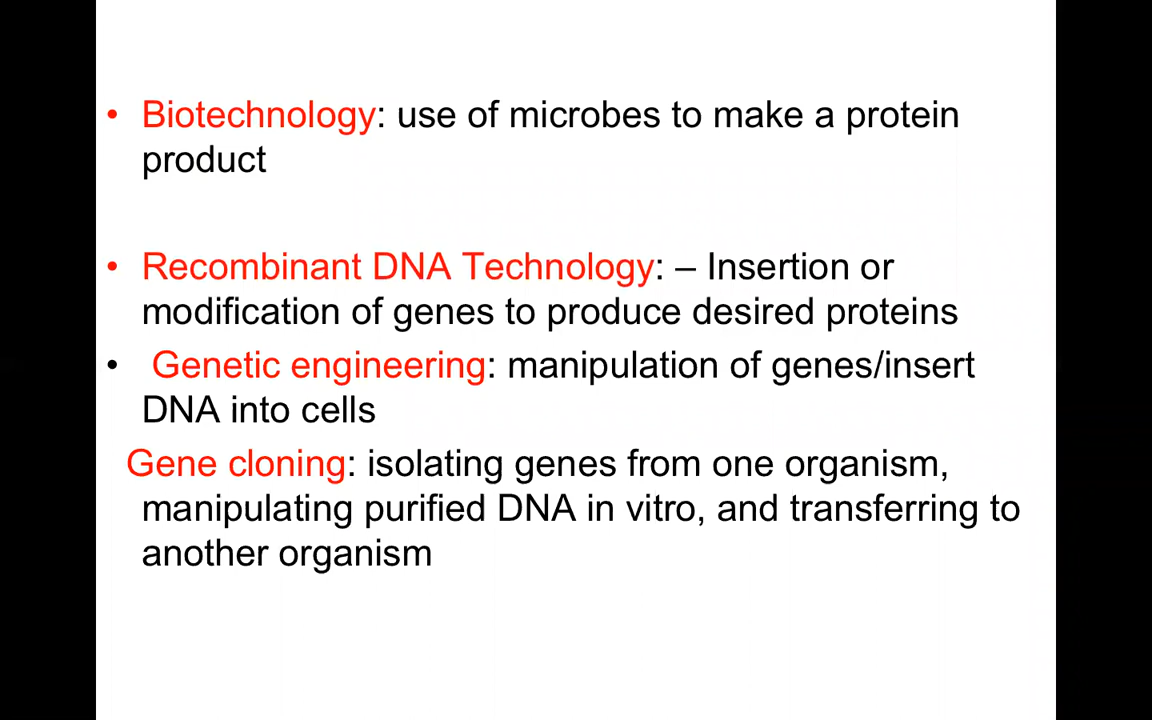 • Biotechnology: use of microbes to make a protein
product
• Recombinant DNA Technology: – Insertion or
modification of genes to produce desired proteins
• Genetic engineering: manipulation of genes/insert
DNA into cells
Gene cloning: isolating genes from one organism,
manipulating purified DNA in vitro, and transferring to
another organism